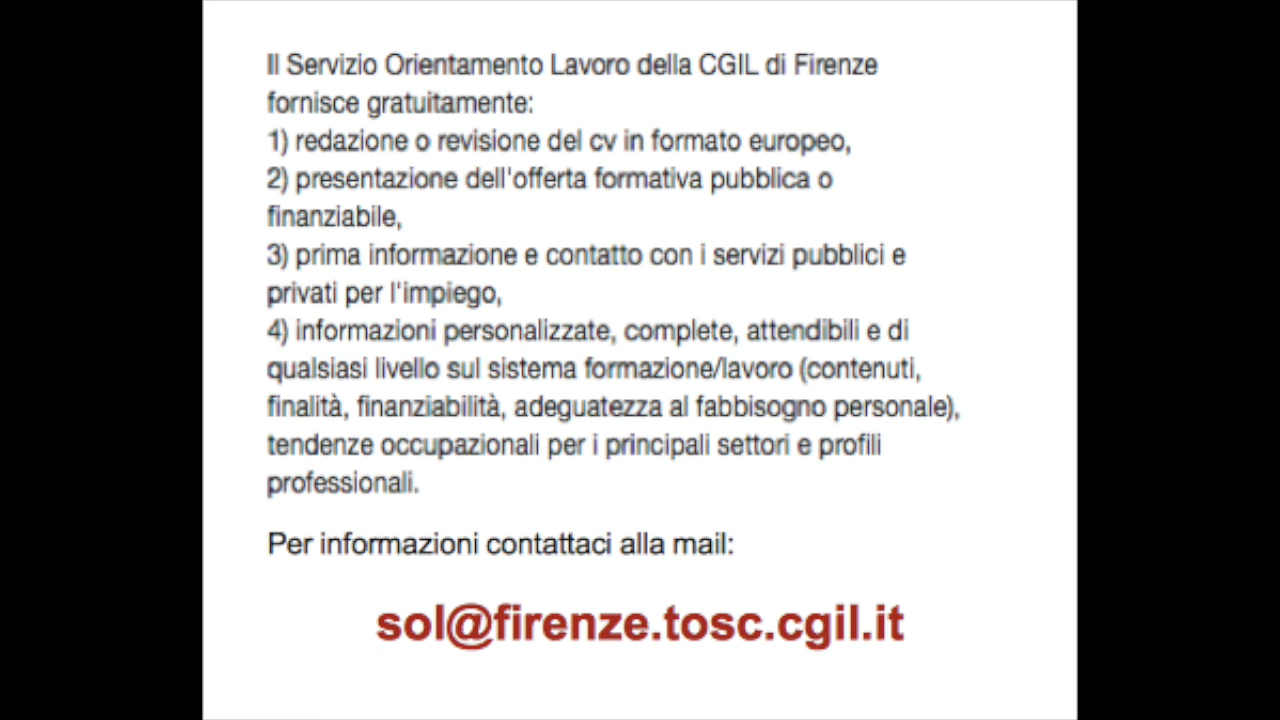 Il Servizio Orientamento Lavoro della CGIL di Firenze
fornisce gratuitamente:
1) redazione o revisione del cv in formato europeo,
2) presentazione dell'offerta formativa pubblica o
finanziabile,
3) prima informazione e contatto con i servizi pubblici e
privati per l'impiego,
4) informazioni personalizzate, complete, attendibili e di
qualsiasi livello sul sistema formazione/lavoro (contenuti,
finalità, finanziabilità, adeguatezza al fabbisogno personale),
tendenze occupazionali per i principali settori e profili
professionali.
Per informazioni contattaci alla mail:
sol@firenze.tosc.cgil.it